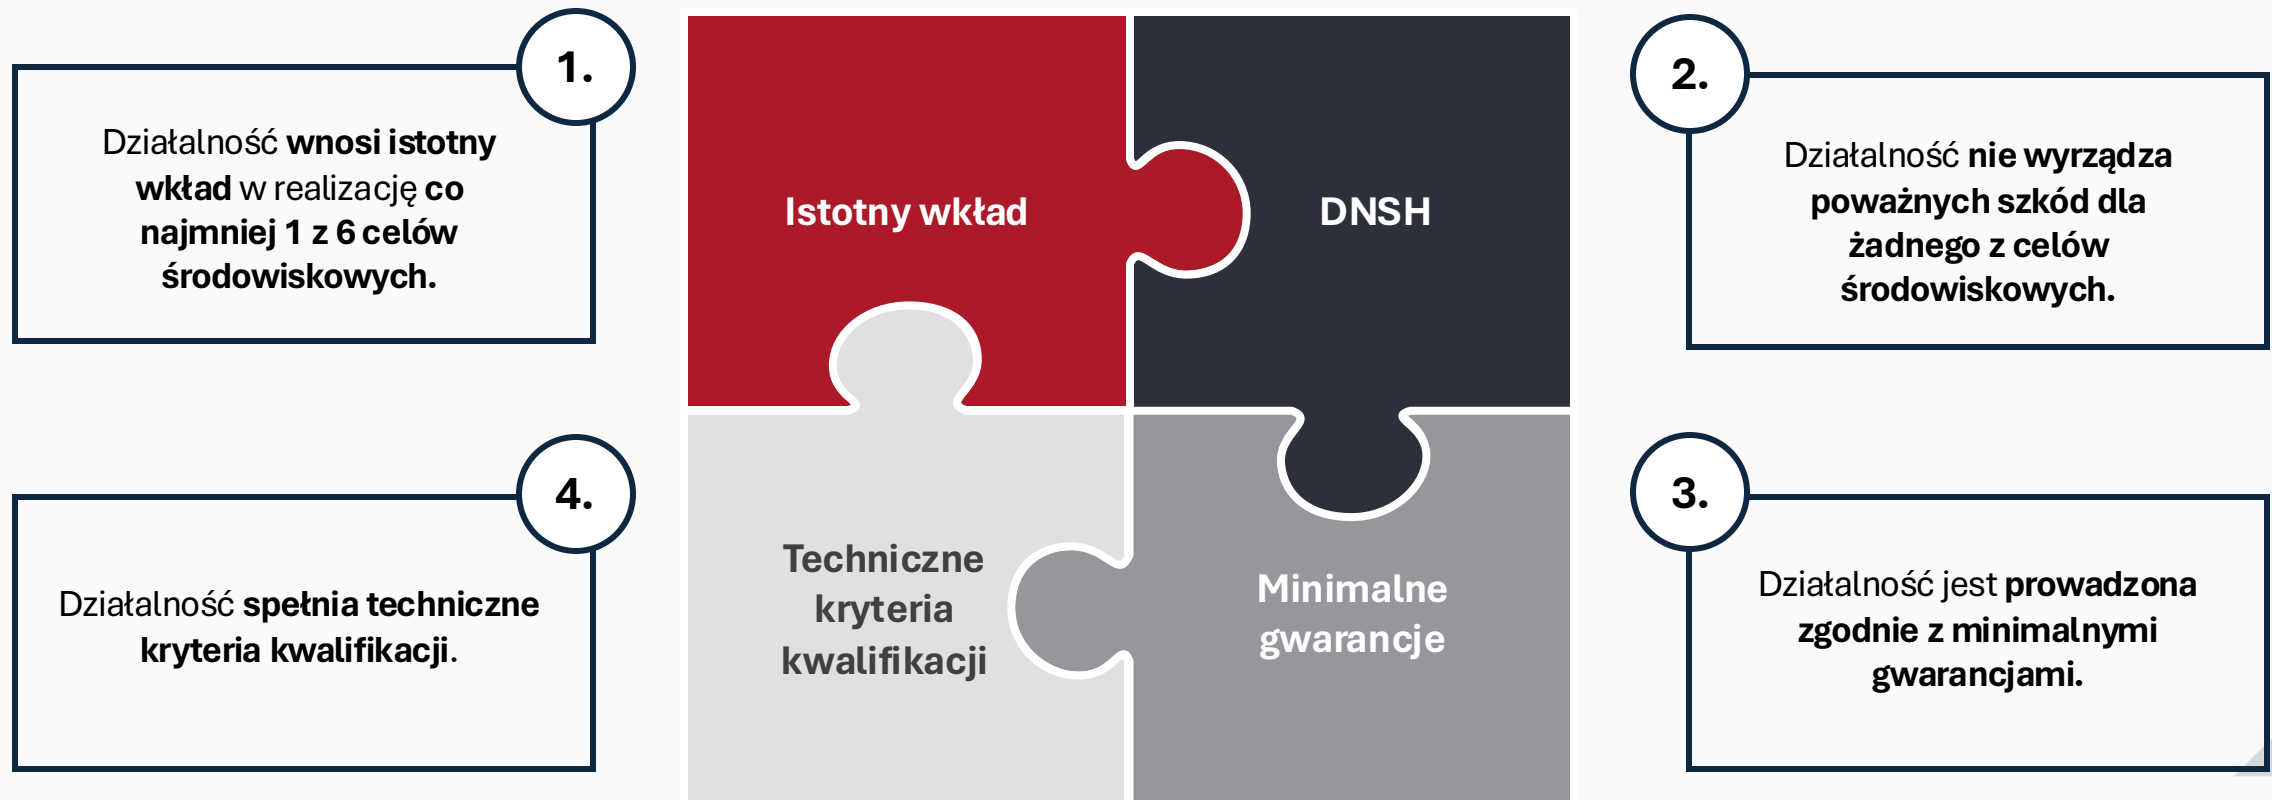 1.
Działalność wnosi istotny
wkład w realizację co
najmniej 1 z 6 celów
środowiskowych.
Istotny wkład
DNSH
2.
Działalność nie wyrządza
poważnych szkód dla
żadnego z celów
środowiskowych.
4.
Działalność spełnia techniczne
kryteria kwalifikacji.
Techniczne
kryteria
kwalifikacji
Minimalne
gwarancje
3.
Działalność jest prowadzona
zgodnie z minimalnymi
gwarancjami.